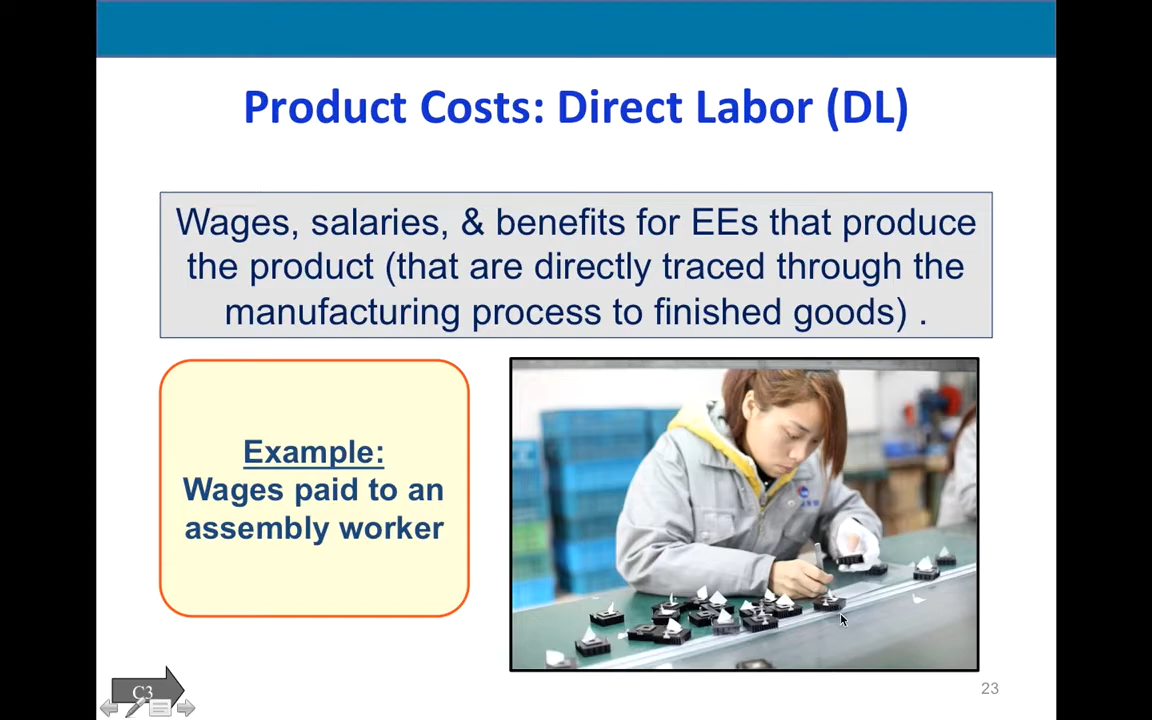 Product Costs: Direct Labor (DL)
Wages, salaries, & benefits for EEs that produce
the product (that are directly traced through the
manufacturing process to finished goods) .
Example:
Wages paid to an
assembly worker
C3
23